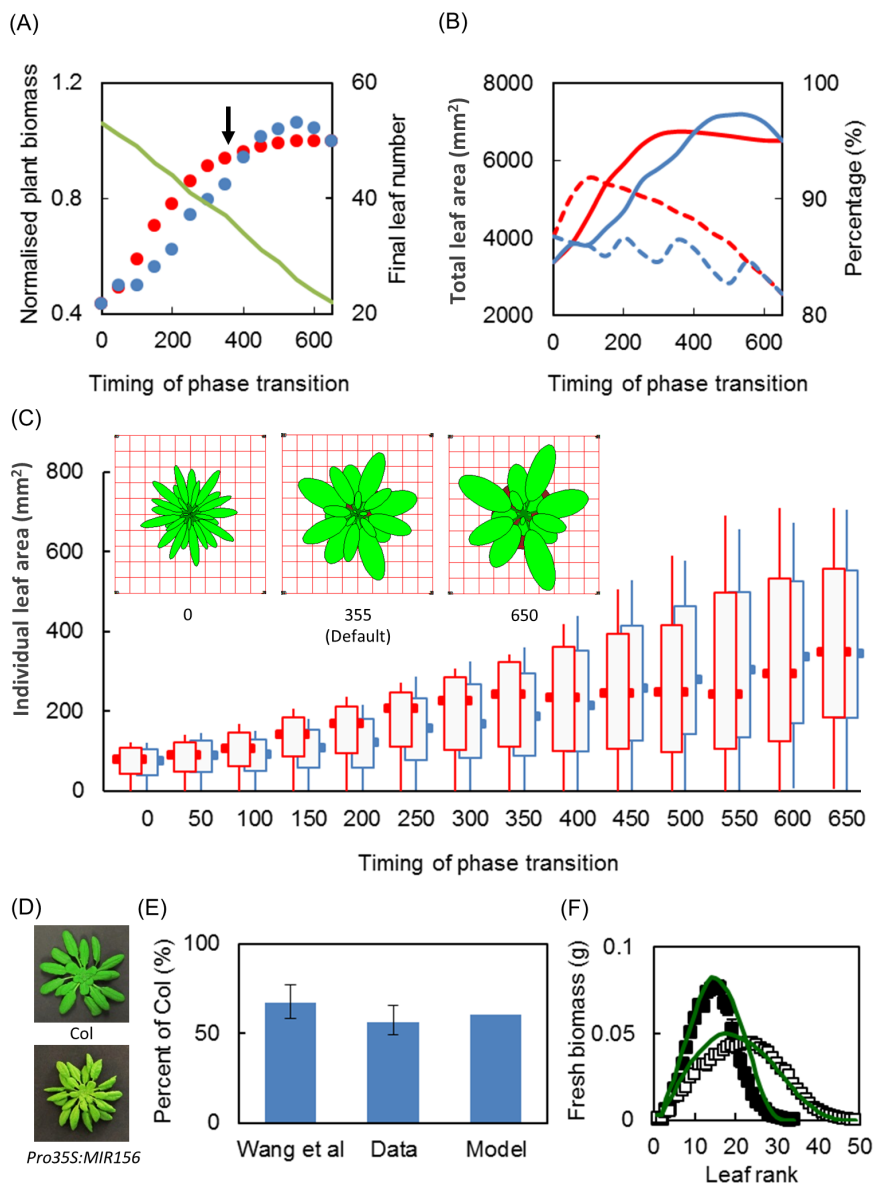 (A)
Normalised plant biomass
1.2
0.8
0.4
60
40
20
Final leaf number
0 200 400 600
Timing of phase transition
(B)
Total leaf area (mm²)
8000
6000
4000
2000
100
90
80
Percentage (%)
0 200 400 600
Timing of phase transition
(C)
Individual leaf area (mm²)
800
600
400
200
0
0
355
(Default)
650
0 50 100 150 200 250 300 350 400 450 500 550 600 650
Timing of phase transition
(D)
Col
Pro35S:MIR156
(E)
Percent of Col (%)
100
50
0
Wang et al Data Model
(F)
Fresh biomass (g)
0.1
0.05
0
0 10 20 30 40 50
Leaf rank